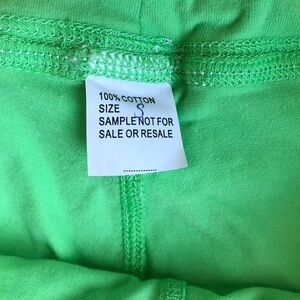 100% COTTON
SIZE S
SAMPLE NOT FOR
SALE OR RESALE